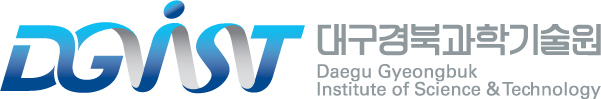 DGIST
대구경북과학기술원
Daegu Gyeongbuk
Institute of Science & Technology